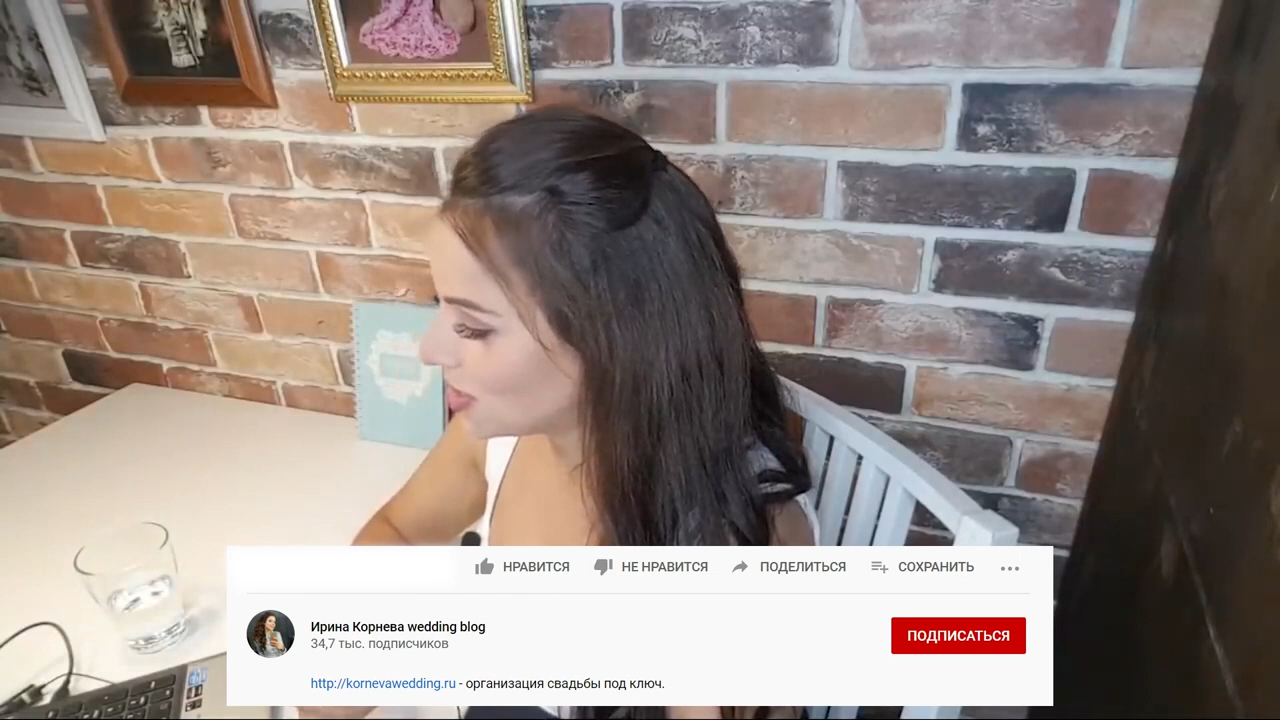 НРАВИТСЯ
НЕ НРАВИТСЯ
ПОДЕЛИТЬСЯ
СОХРАНИТЬ
Ирина Корнева wedding blog
34,7 тыс. подписчиков
ПОДПИСАТЬСЯ
http://kornevawedding.ru - организация свадьбы под ключ.